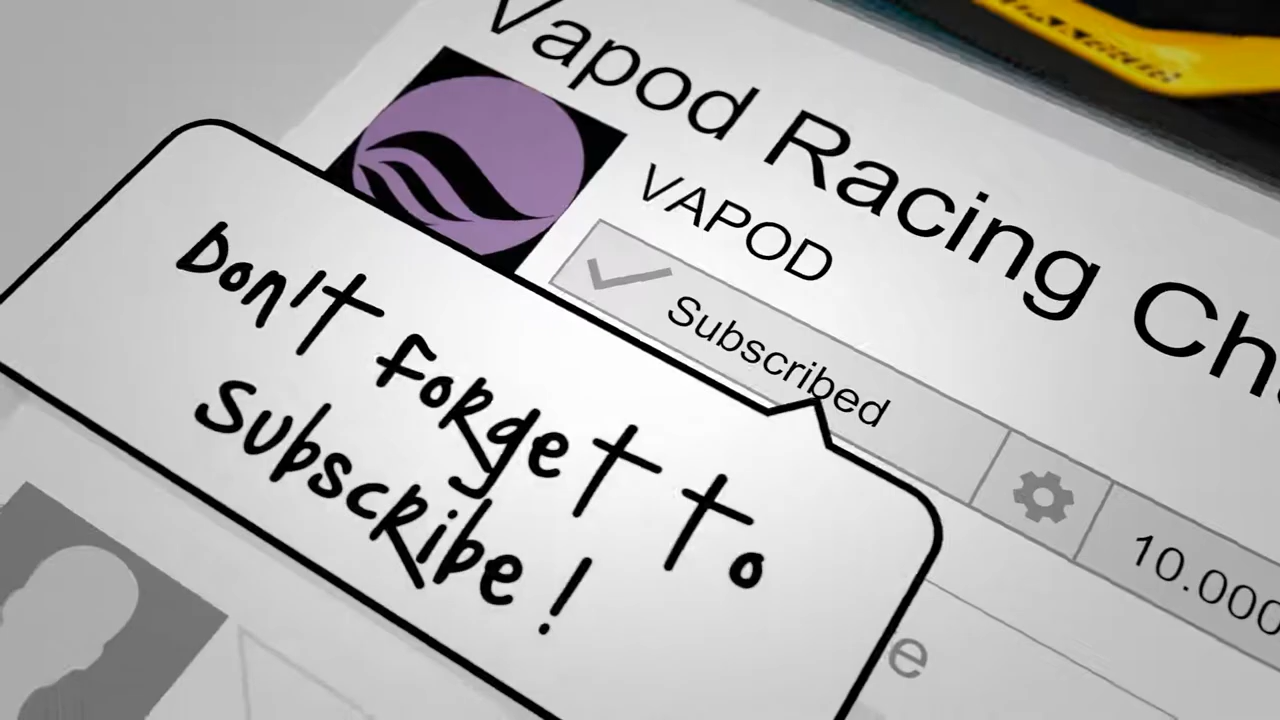 Vapod Racing Ch
VAPOD
Subscribed
10.000
Don't forget to
Subscribe!
e